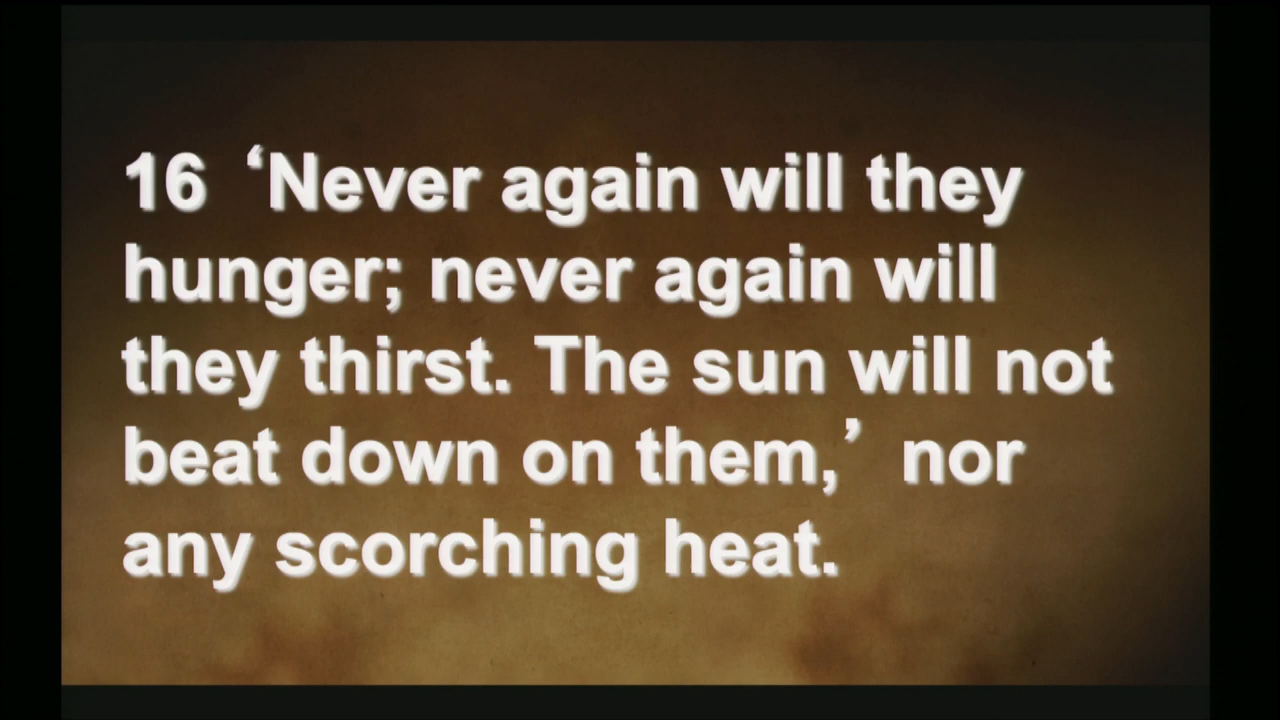 16 ‘Never again will they
hunger; never again will
they thirst. The sun will not
beat down on them,’ nor
any scorching heat.